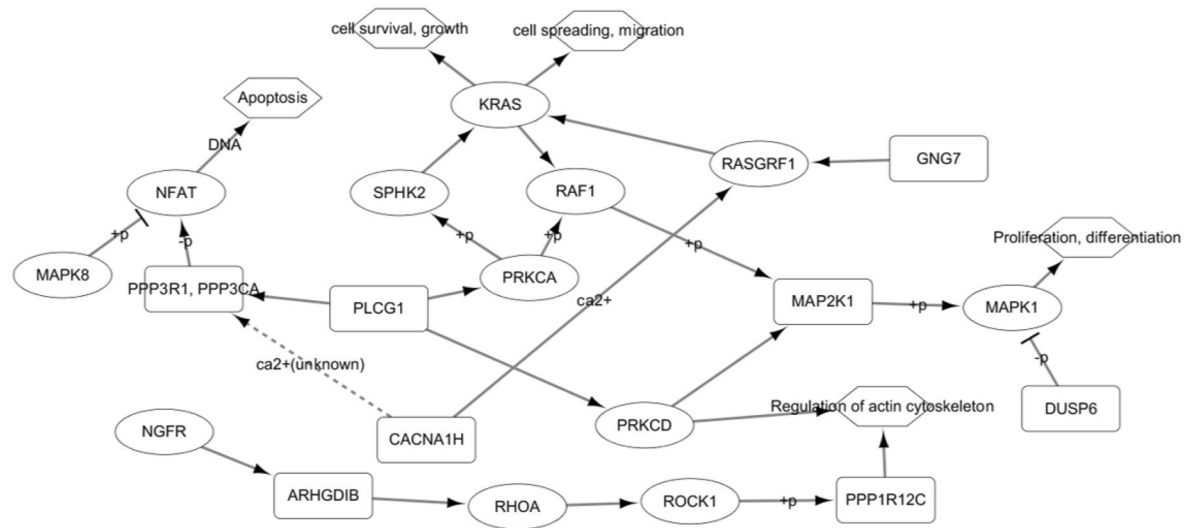 cell survival, growth
cell spreading, migration
Apoptosis
KRAS
DNA
RASGRF1
GNG7
NFAT
SPHK2
RAF1
+p
-p
+p
+p
+p
Proliferation, differentiation
MAPK8
PPP3R1, PPP3CA
PRKCA
PLCG1
ca2+
MAP2K1
+p
MAPK1
ca2+(unknown)
-p
Regulation of actin cytoskeleton
DUSP6
NGFR
CACNA1H
PRKCD
ARHGDIB
RHOA
ROCK1
+p
PPP1R12C